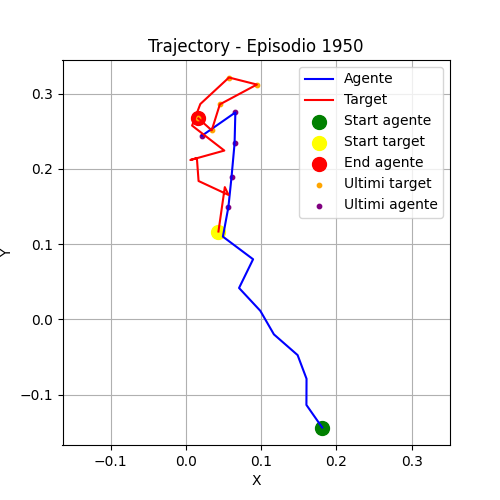 Trajectory - Episodio 1950
Agente
Target
Start agente
Start target
End agente
Ultimi target
Ultimi agente
Y
0.3
0.2
0.1
0.0
−0.1
−0.1
0.0
0.1
0.2
0.3
X